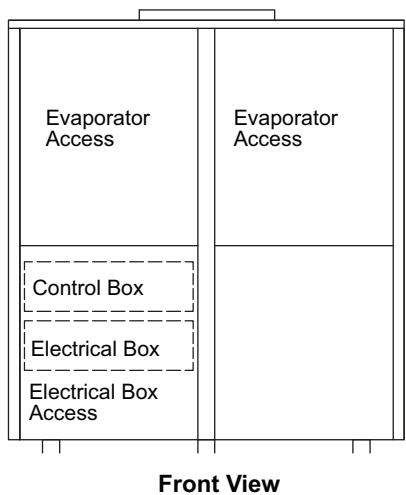 Evaporator
Access
Evaporator
Access
Control Box
Electrical Box
Electrical Box
Access
Front View